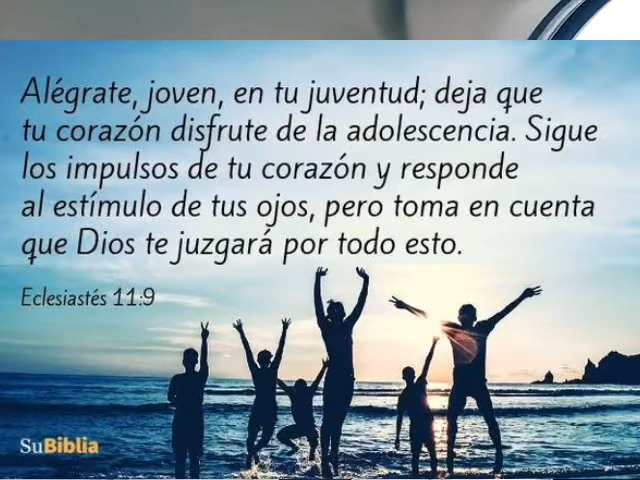 Alégrate, joven, en tu juventud; deja que
tu corazón disfrute de la adolescencia. Sigue
los impulsos de tu corazón y responde
al estímulo de tus ojos, pero toma en cuenta
que Dios te juzgará por todo esto.
Eclesiastés 11:9
SuBiblia